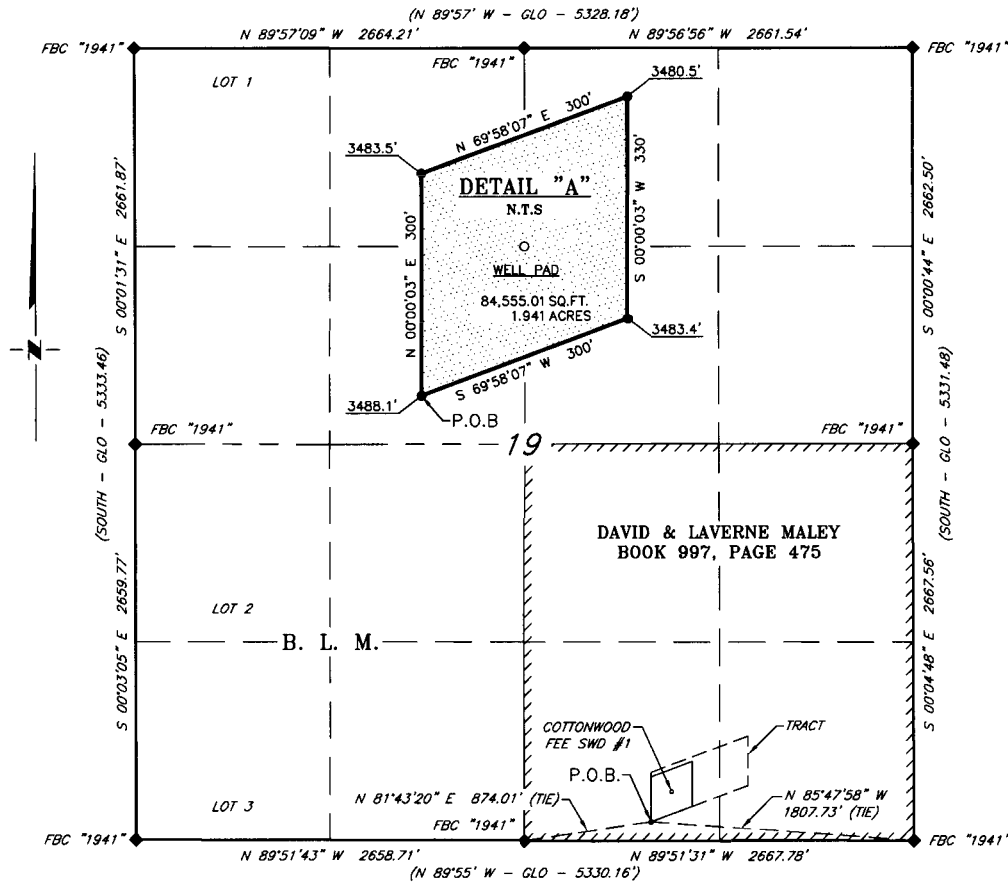 (N 89°57' W - GLO - 5328.18')
N 89°57'09" W 2664.21'
N 89°56'56" W 2661.54'
FBC "1941"
FBC "1941"
FBC "1941"
LOT 1
3480.5'
N 69°58'07" E 300'
3483.5'
DETAIL "A"
N.T.S
WELL PAD
84,555.01 SQ.FT.
1.941 ACRES
N 00°00'03" E 300'
S 00°00'03" W 330'
3483.4'
S 69°58'07" W 300'
3488.1'
P.O.B
S 00°01'31" E 2661.87'
S 00°00'44" E 2662.50'
N
(SOUTH - GLO - 5333.46)
(SOUTH - GLO - 5331.48)
FBC "1941"
19
FBC "1941"
DAVID & LAVERNE MALEY
BOOK 997, PAGE 475
S 00°03'05" E 2659.77'
S 00°04'48" E 2667.56'
LOT 2
B. L. M.
COTTONWOOD
FEE SWD #1
TRACT
P.O.B.
N 81°43'20" E 874.01' (TIE)
N 85°47'58" W
1807.73' (TIE)
LOT 3
FBC "1941"
FBC "1941"
FBC "1941"
N 89°51'43" W 2658.71'
N 89°51'31" W 2667.78'
(N 89°55' W - GLO - 5330.16')